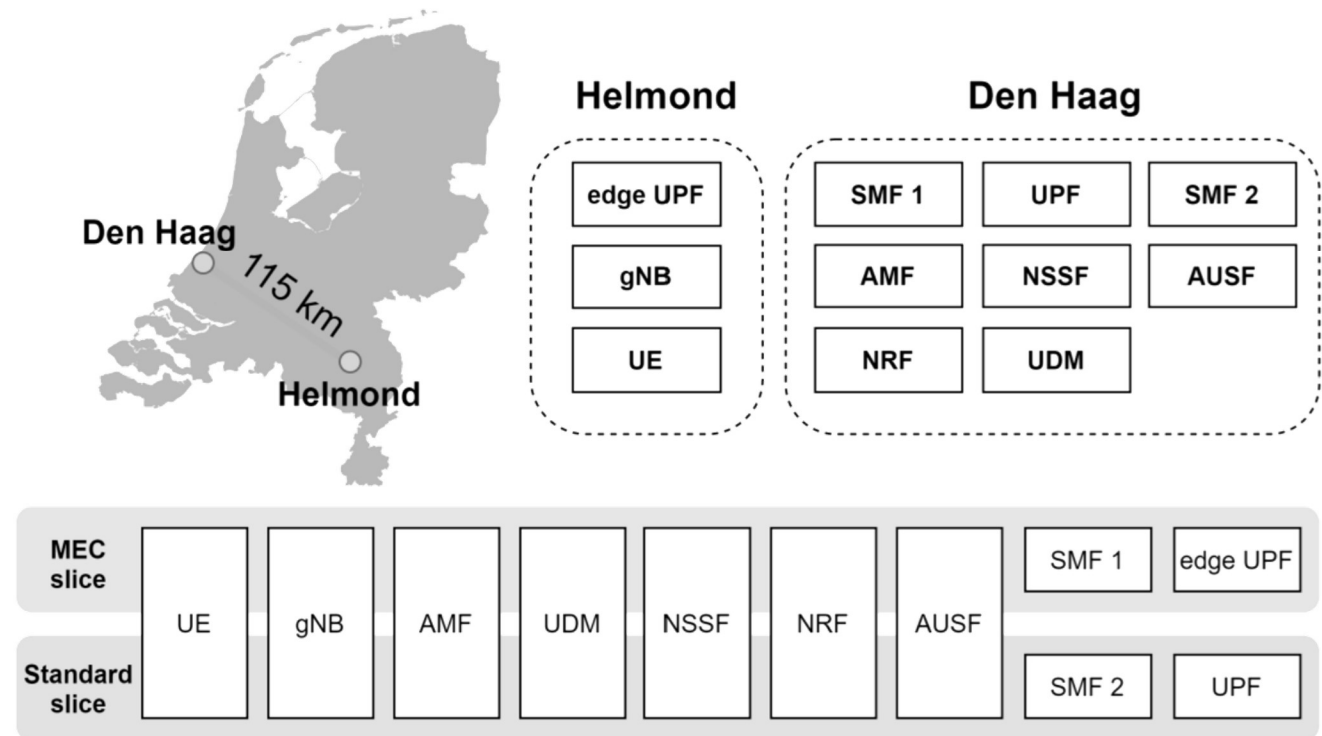 Den Haag
115 km
Helmond
Helmond
edge UPF
gNB
UE
Den Haag
SMF 1
UPF
SMF 2
AMF
NSSF
AUSF
NRF
UDM
MEC
slice
Standard
slice
UE
gNB
AMF
UDM
NSSF
NRF
AUSF
SMF 1
edge UPF
SMF 2
UPF